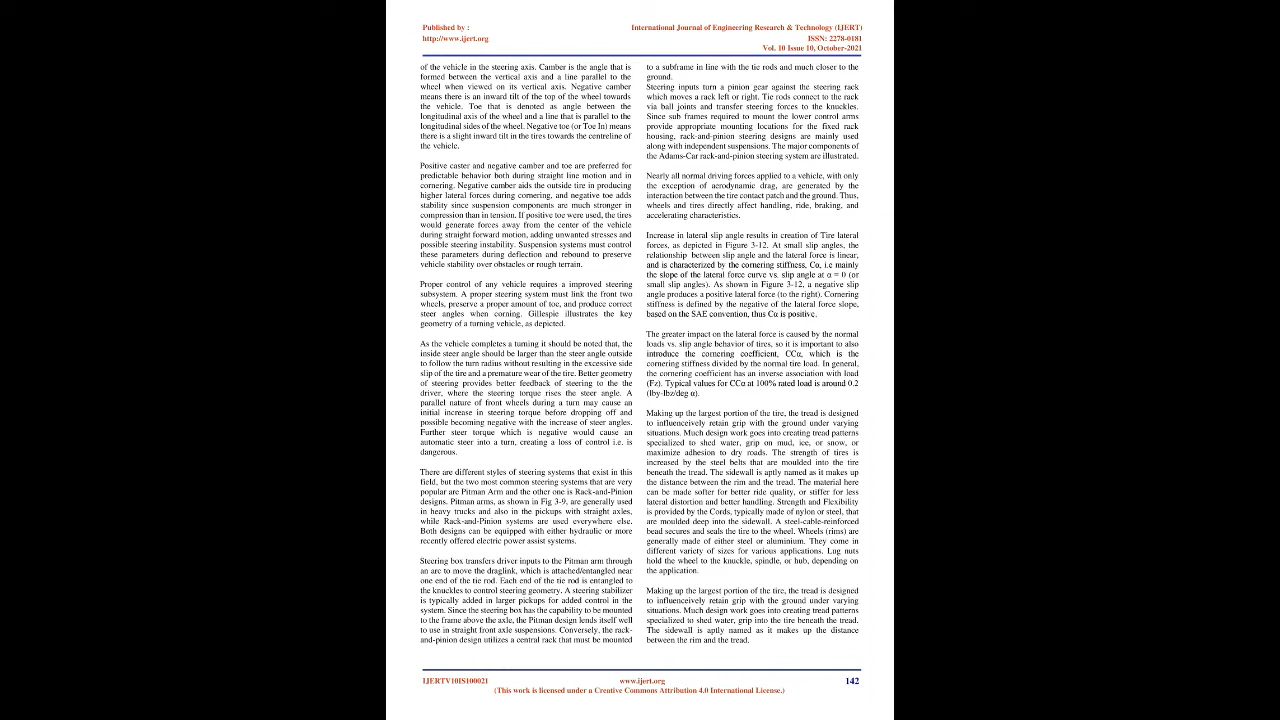 Published by :
http://www.ijert.org
International Journal of Engineering Research & Technology (IJERT)
ISSN: 2278-0181
Vol. 10 Issue 10, October-2021
of the vehicle in the steering axis. Camber is the angle that is
formed between the vertical axis and a line parallel to the
wheel when viewed on its vertical axis. Negative camber
means there is an inward tilt of the top of the wheel towards
the vehicle. Toe that is denoted as angle between the
longitudinal axis of the wheel and a line that is parallel to the
longitudinal sides of the wheel. Negative toe (or Toe In) means
there is a slight inward tilt in the tires towards the centreline of
the vehicle.
Positive caster and negative camber and toe are preferred for
predictable behavior both during straight line motion and in
cornering. Negative camber aids the outside tire in producing
higher lateral forces during cornering, and negative toe adds
stability since suspension components are much stronger in
compression than in tension. If positive toe were used, the tires
would generate forces away from the center of the vehicle
during straight forward motion, adding unwanted stresses and
possible steering instability. Suspension systems must control
these parameters during deflection and rebound to preserve
vehicle stability over obstacles or rough terrain.
Proper control of any vehicle requires a improved steering
subsystem. A proper steering system must link the front two
wheels, preserve a proper amount of toe, and produce correct
steer angles when corning. Gillespie illustrates the key
geometry of a turning vehicle, as depicted.
As the vehicle completes a turning it should be noted that, the
inside steer angle should be larger than the steer angle outside
to follow the turn radius without resulting in the excessive side
slip of the tire and a premature wear of the tire. Better geometry
of steering provides better feedback of steering to the the
driver, where the steering torque rises the steer angle. A
parallel nature of front wheels during a turn may cause an
initial increase in steering torque before dropping off and
possible becoming negative with the increase of steer angles.
Further steer torque which is negative would cause an
automatic steer into a turn, creating a loss of control i.e. is
dangerous.
There are different styles of steering systems that exist in this
field, but the two most common steering systems that are very
popular are Pitman Arm and the other one is Rack-and-Pinion
designs. Pitman arms, as shown in Fig 3-9, are generally used
in heavy trucks and also in the pickups with straight axles,
while Rack-and-Pinion systems are used everywhere else.
Both designs can be equipped with either hydraulic or more
recently offered electric power assist systems.
Steering box transfers driver inputs to the Pitman arm through
an arc to move the draglink, which is attached/entangled near
one end of the tie rod. Each end of the tie rod is entangled to
the knuckles to control steering geometry. A steering stabilizer
is typically added in larger pickups for added control in the
system. Since the steering box has the capability to be mounted
to the frame above the axle, the Pitman design lends itself well
to use in straight front axle suspensions. Conversely, the rack-
and-pinion design utilizes a central rack that must be mounted
to a subframe in line with the tie rods and much closer to the
ground.
Steering inputs turn a pinion gear against the steering rack
which moves a rack left or right. Tie rods connect to the rack
via ball joints and transfer steering forces to the knuckles.
Since sub frames required to mount the lower control arms
provide appropriate mounting locations for the fixed rack
housing, rack-and-pinion steering designs are mainly used
along with independent suspensions. The major components of
the Adams-Car rack-and-pinion steering system are illustrated.
Nearly all normal driving forces applied to a vehicle, with only
the exception of aerodynamic drag, are generated by the
interaction between the tire contact patch and the ground. Thus,
wheels and tires directly affect handling, ride, braking, and
accelerating characteristics.
Increase in lateral slip angle results in creation of Tire lateral
forces, as depicted in Figure 3-12. At small slip angles, the
relationship between slip angle and the lateral force is linear,
and is characterized by the cornering stiffness, Cα, i.e mainly
the slope of the lateral force curve vs. slip angle at α = 0 (or
small slip angles). As shown in Figure 3-12, a negative slip
angle produces a positive lateral force (to the right). Cornering
stiffness is defined by the negative of the lateral force slope,
based on the SAE convention, thus Cα is positive.
The greater impact on the lateral force is caused by the normal
loads vs. slip angle behavior of tires, so it is important to also
introduce the cornering coefficient, CCα, which is the
cornering stiffness divided by the normal tire load. In general,
the cornering coefficient has an inverse association with load
(Fz). Typical values for CCα at 100% rated load is around 0.2
(lby-lbz/deg α).
Making up the largest portion of the tire, the tread is designed
to influenceively retain grip with the ground under varying
situations. Much design work goes into creating tread patterns
specialized to shed water, grip on mud, ice, or snow, or
maximize adhesion to dry roads. The strength of tires is
increased by the steel belts that are moulded into the tire
beneath the tread. The sidewall is aptly named as it makes up
the distance between the rim and the tread. The material here
can be made softer for better ride quality, or stiffer for less
lateral distortion and better handling. Strength and Flexibility
is provided by the Cords, typically made of nylon or steel, that
are moulded deep into the sidewall. A steel-cable-reinforced
bead secures and seals the tire to the wheel. Wheels (rims) are
generally made of either steel or aluminium. They come in
different variety of sizes for various applications. Lug nuts
hold the wheel to the knuckle, spindle, or hub, depending on
the application.
Making up the largest portion of the tire, the tread is designed
to influenceively retain grip with the ground under varying
situations. Much design work goes into creating tread patterns
specialized to shed water, grip into the tire beneath the tread.
The sidewall is aptly named as it makes up the distance
between the rim and the tread.
IJERTV10IS100021
www.ijert.org
142
(This work is licensed under a Creative Commons Attribution 4.0 International License.)